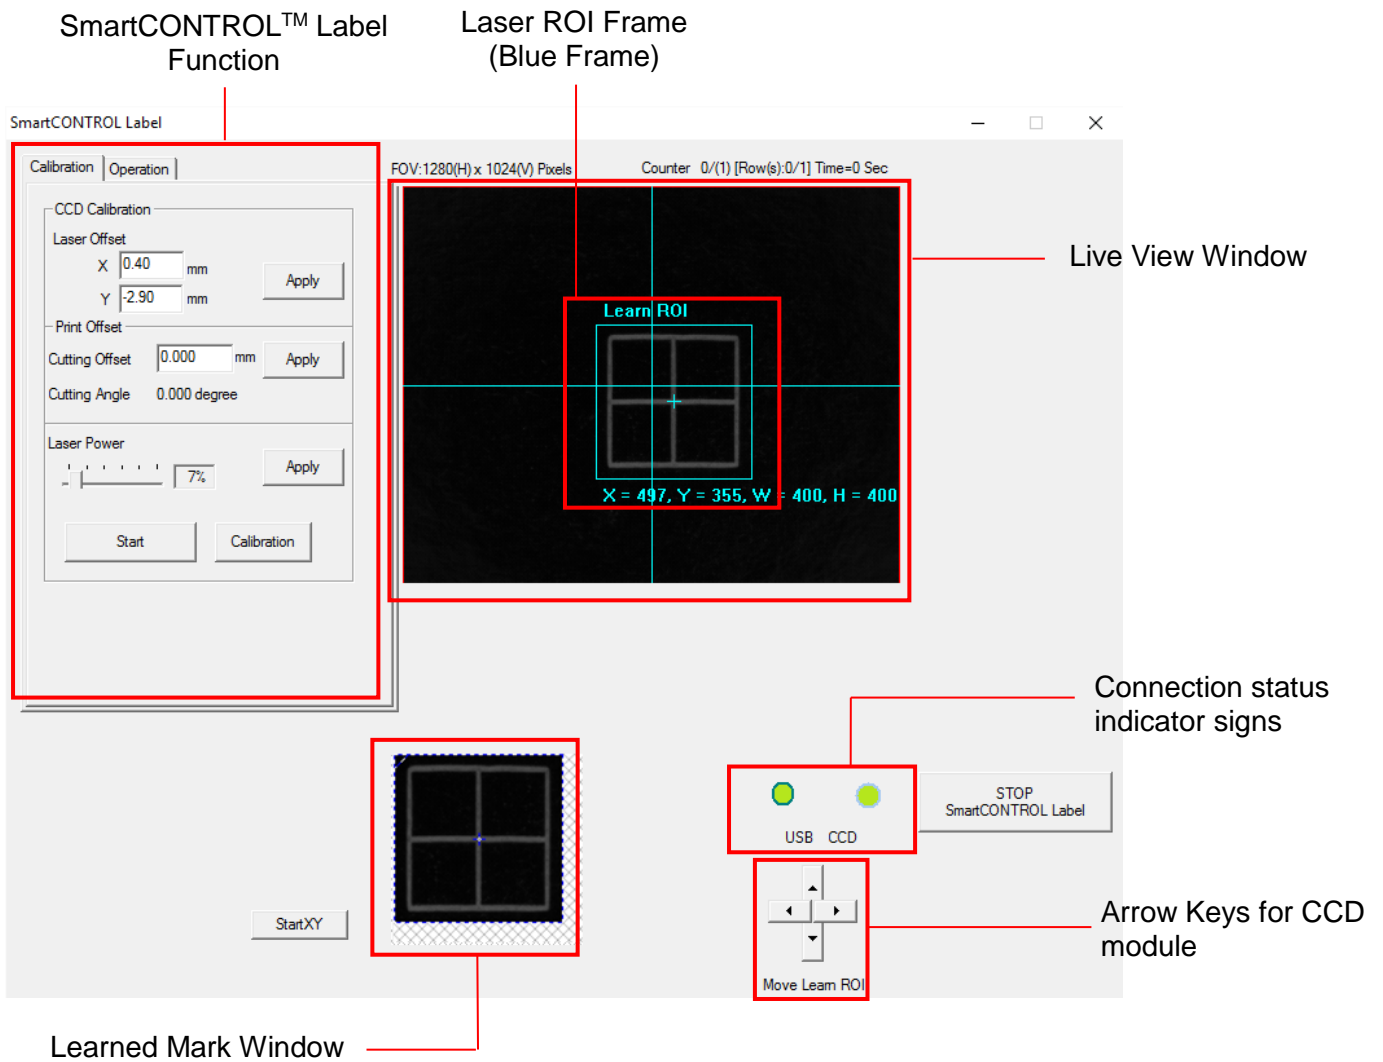 SmartCONTROL™ Label
Function
Laser ROI Frame
(Blue Frame)
SmartCONTROL Label
Calibration
Operation
FOV:1280(H) x 1024(V) Pixels
Counter 0/(1) [Row(s):0/1] Time=0 Sec
CCD Calibration
Laser Offset
X 0.40 mm
Y -2.90 mm
Apply
Print Offset
Cutting Offset 0.000 mm
Apply
Cutting Angle 0.000 degree
Laser Power
7%
Apply
Start
Calibration
Learn ROI
X = 497, Y = 355, W = 400, H = 400
Live View Window
Connection status
indicator signs
USB CCD
STOP
SmartCONTROL Label
StartXY
Move Learn ROI
Arrow Keys for CCD
module
Learned Mark Window